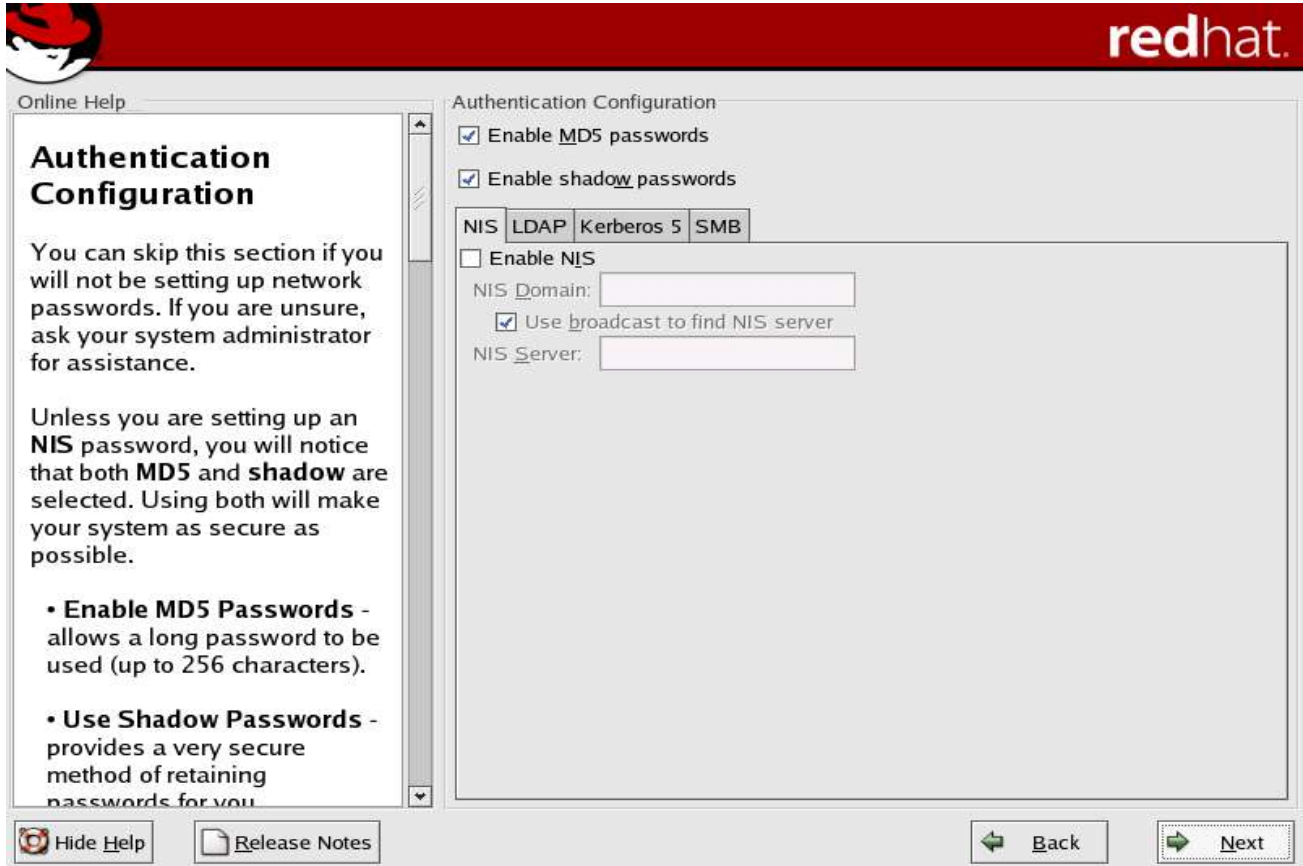 redhat.
Online Help
Authentication
Configuration
You can skip this section if you
will not be setting up network
passwords. If you are unsure,
ask your system administrator
for assistance.
Unless you are setting up an
NIS password, you will notice
that both MD5 and shadow are
selected. Using both will make
your system as secure as
possible.
• Enable MD5 Passwords -
allows a long password to be
used (up to 256 characters).
• Use Shadow Passwords -
provides a very secure
method of retaining
passwords for you
Authentication Configuration
Enable MD5 passwords
Enable shadow passwords
NIS LDAP Kerberos 5 SMB
Enable NIS
NIS Domain:
Use broadcast to find NIS server
NIS Server:
Hide Help Release Notes Back Next